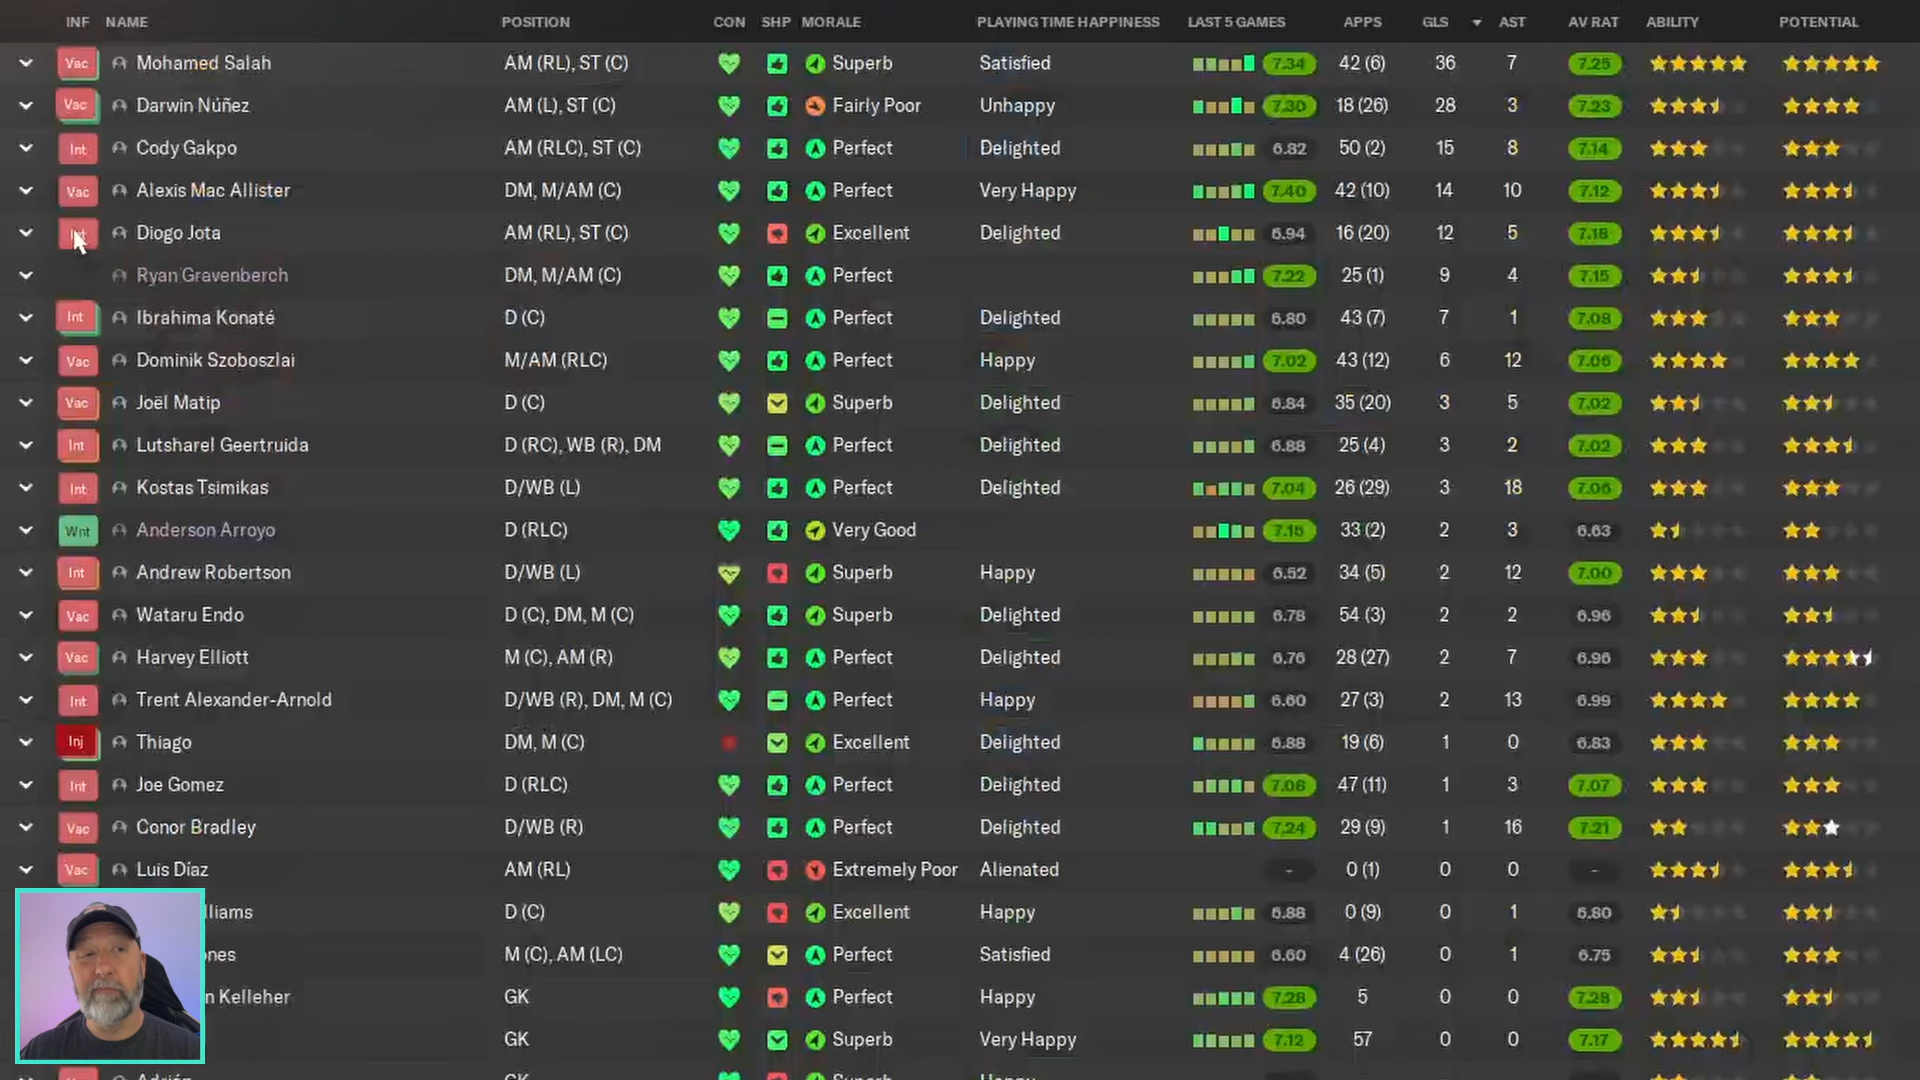 INF NAME POSITION CON SHP MORALE PLAYING TIME HAPPINESS LAST 5 GAMES APPS GLS AST AV RAT ABILITY POTENTIAL
Vac Mohamed Salah AM (RL), ST (C) Superb Satisfied 7.34 42 (6) 36 7 7.25
Vac Darwin Núñez AM (L), ST (C) Fairly Poor Unhappy 7.30 18 (26) 28 3 7.23
Int Cody Gakpo AM (RLC), ST (C) Perfect Delighted 6.82 50 (2) 15 8 7.14
Vac Alexis Mac Allister DM, M/AM (C) Perfect Very Happy 7.40 42 (10) 14 10 7.12
Diogo Jota AM (RL), ST (C) Excellent Delighted 6.94 16 (20) 12 5 7.18
Ryan Gravenberch DM, M/AM (C) Perfect 7.22 25 (1) 9 4 7.15
Int Ibrahima Konaté D (C) Perfect Delighted 6.80 43 (7) 7 1 7.08
Vac Dominik Szoboszlai M/AM (RLC) Perfect Happy 7.02 43 (12) 6 12 7.06
Vac Joël Matip D (C) Superb Delighted 6.84 35 (20) 3 5 7.02
Int Lutsharel Geertruida D (RC), WB (R), DM Perfect Delighted 6.88 25 (4) 3 2 7.02
Int Kostas Tsimikas D/WB (L) Perfect Delighted 7.04 26 (29) 3 18 7.06
Wnt Anderson Arroyo D (RLC) Very Good 7.15 33 (2) 2 3 6.63
Int Andrew Robertson D/WB (L) Superb Happy 6.52 34 (5) 2 12 7.00
Vac Wataru Endo D (C), DM, M (C) Superb Delighted 6.78 54 (3) 2 2 6.96
Vac Harvey Elliott M (C), AM (R) Perfect Delighted 6.76 28 (27) 2 7 6.96
Int Trent Alexander-Arnold D/WB (R), DM, M (C) Perfect Happy 6.60 27 (3) 2 13 6.99
Inj Thiago DM, M (C) Excellent Delighted 6.88 19 (6) 1 0 6.83
Int Joe Gomez D (RLC) Perfect Delighted 7.08 47 (11) 1 3 7.07
Vac Conor Bradley D/WB (R) Perfect Delighted 7.24 29 (9) 1 16 7.21
Vac Luis Díaz AM (RL) Extremely Poor Alienated - 0 (1) 0 0 -
lliams D (C) Excellent Happy 6.88 0 (9) 0 1 6.80
ones M (C), AM (LC) Perfect Satisfied 6.60 4 (26) 0 1 6.75
n Kelleher GK Perfect Happy 7.28 5 0 0 7.28
GK Superb Very Happy 7.12 57 0 0 7.17